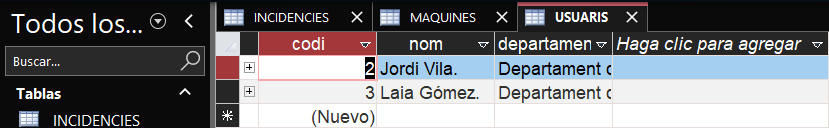 Todos los...
INCIDENCIES
MAQUINES
USUARIS
codi
nom
departamen
Haga clic para agregar
Buscar...
2
Jordi Vila.
Departament d
3
Laia Gómez.
Departament d
Tablas
INCIDENCIES
(Nuevo)